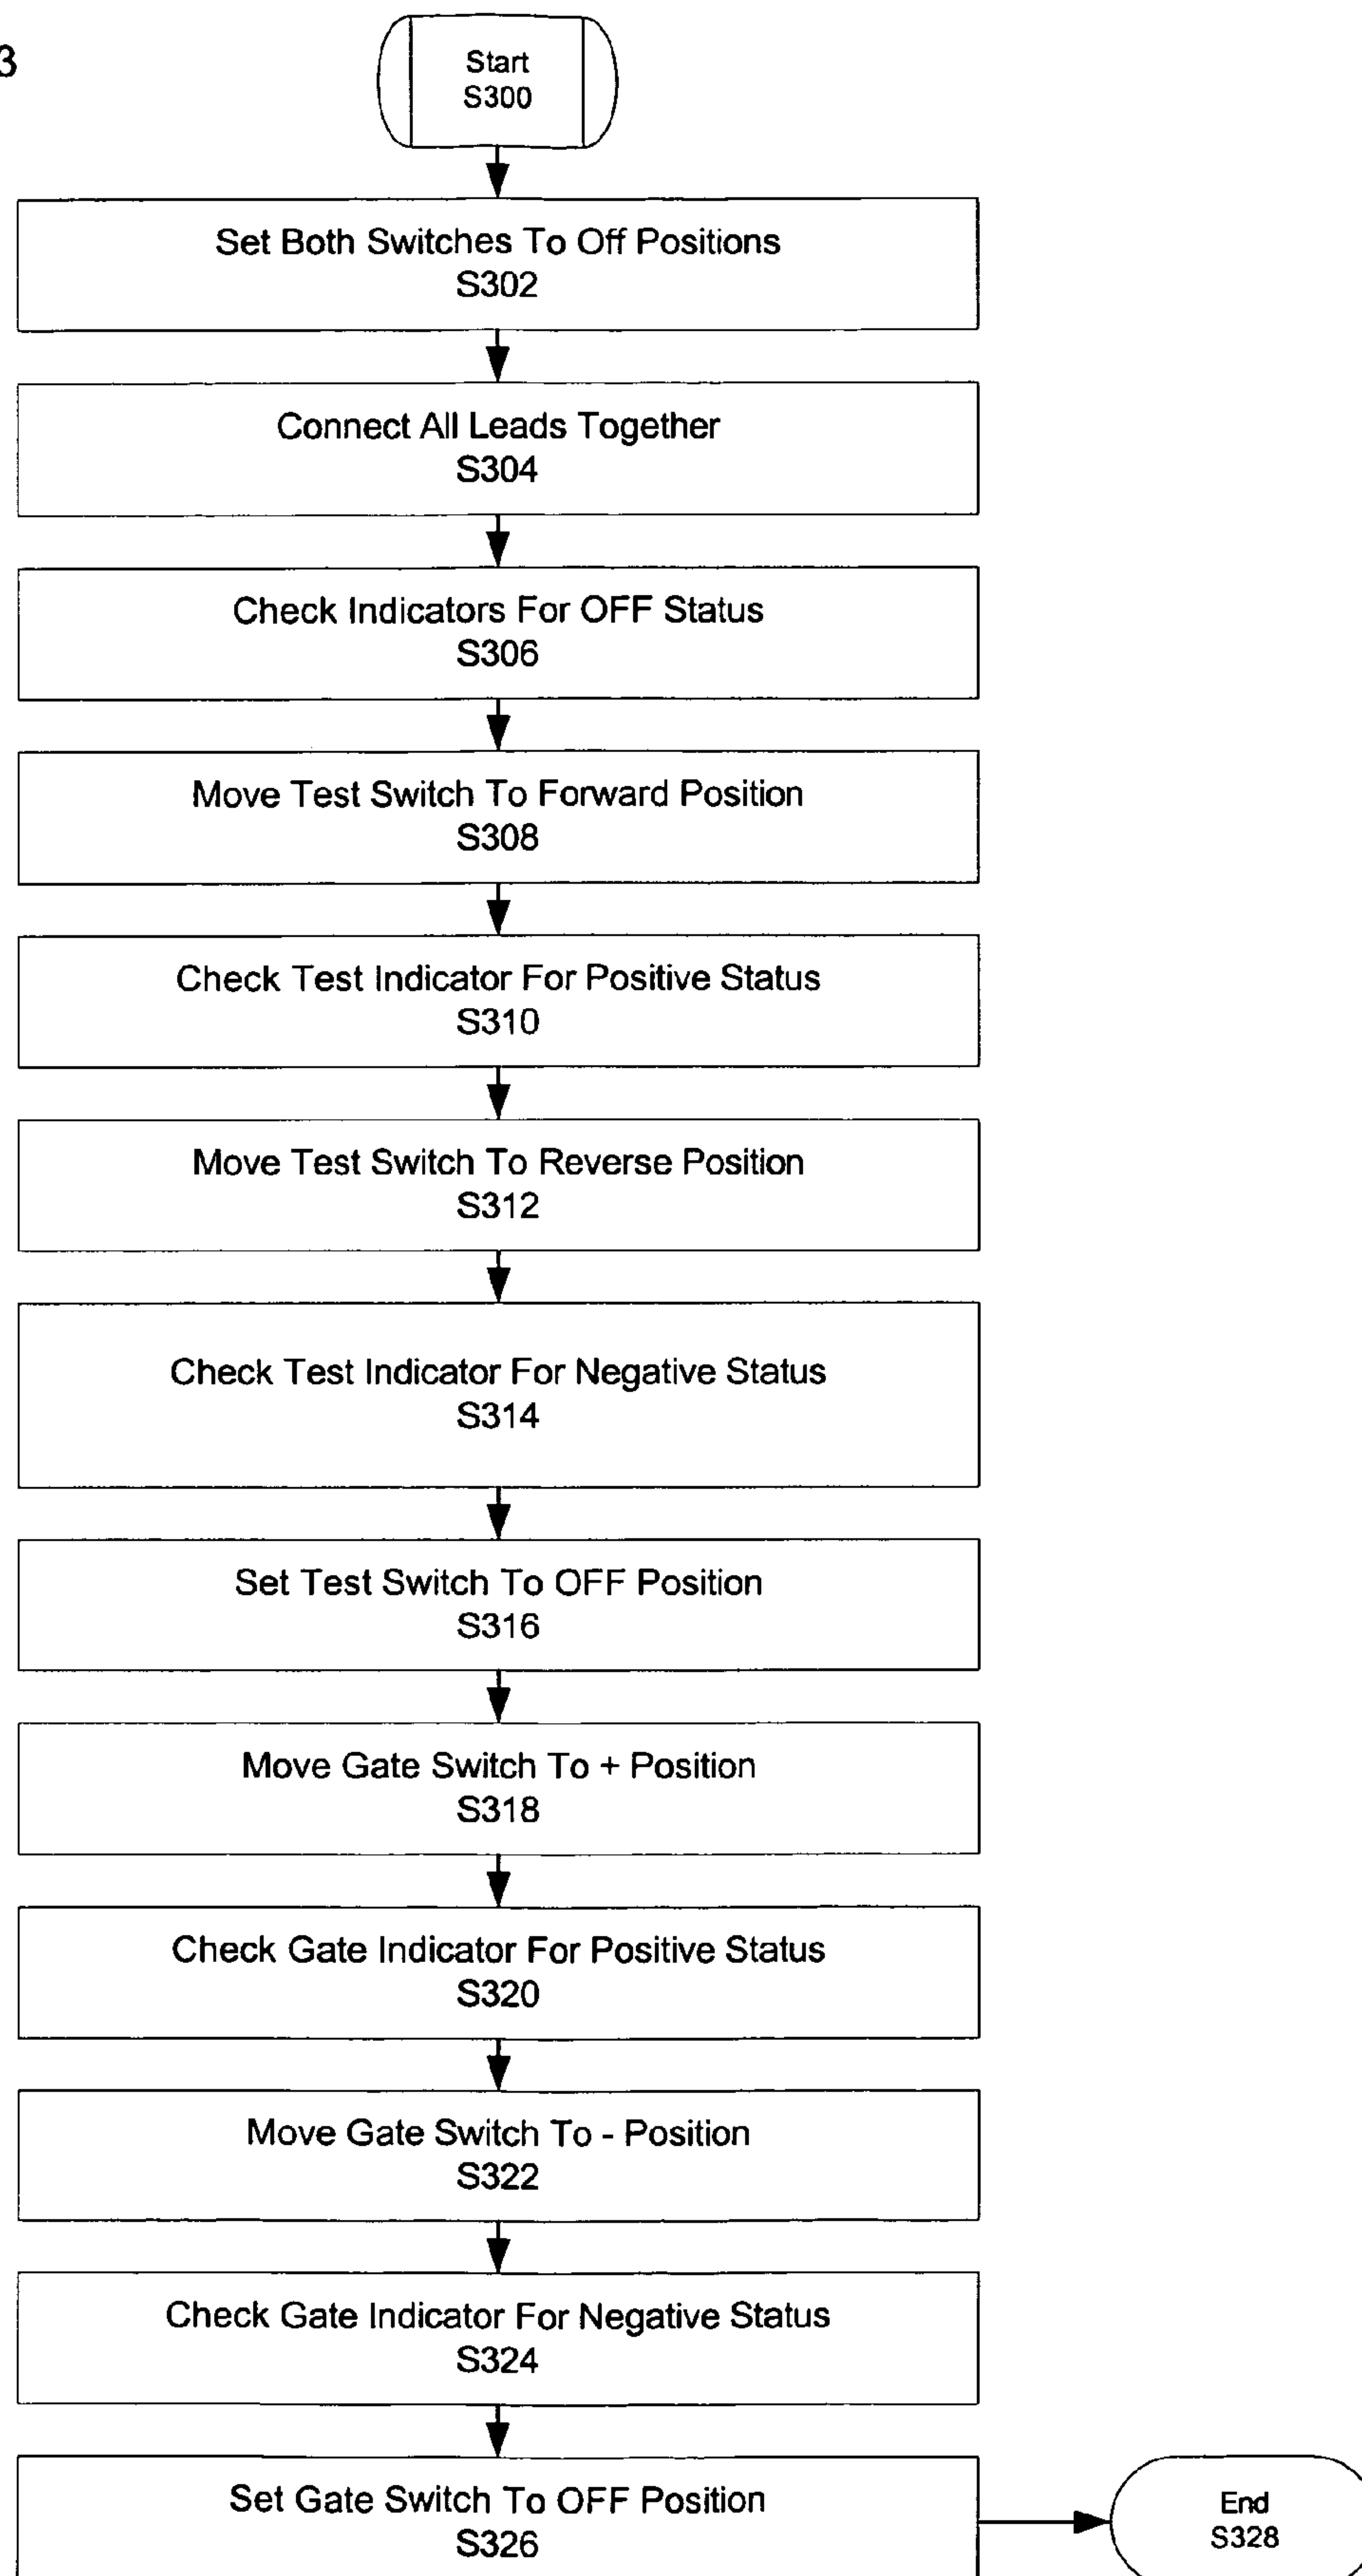 3
Start
S300
Set Both Switches To Off Positions
S302
Connect All Leads Together
S304
Check Indicators For OFF Status
S306
Move Test Switch To Forward Position
S308
Check Test Indicator For Positive Status
S310
Move Test Switch To Reverse Position
S312
Check Test Indicator For Negative Status
S314
Set Test Switch To OFF Position
S316
Move Gate Switch To + Position
S318
Check Gate Indicator For Positive Status
S320
Move Gate Switch To - Position
S322
Check Gate Indicator For Negative Status
S324
Set Gate Switch To OFF Position
S326
End
S328